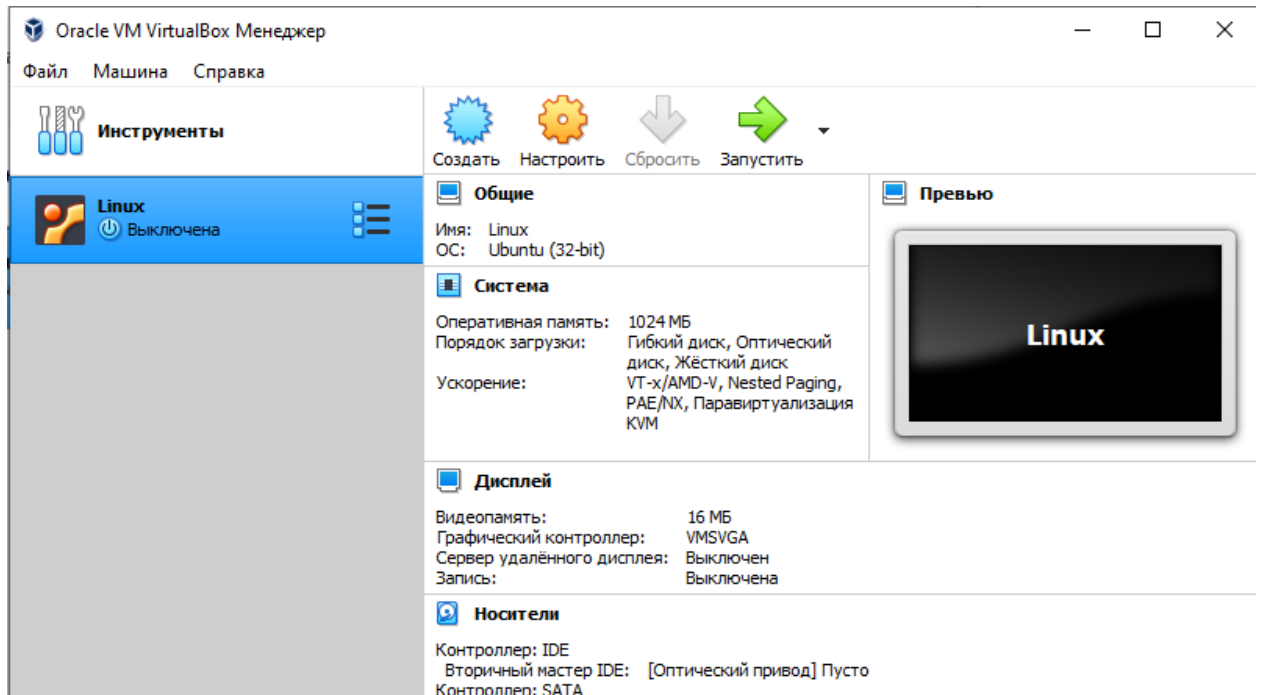 Oracle VM VirtualBox Менеджер
Файл Машина Справка
Инструменты
Создать Настроить Сбросить Запустить
Linux
Выключена
Общие
Имя: Linux
ОС: Ubuntu (32-bit)
Превью
Linux
Система
Оперативная память: 1024 МБ
Порядок загрузки: Гибкий диск, Оптический
диск, Жёсткий диск
Ускорение: VT-x/AMD-V, Nested Paging,
PAE/NX, Паравиртуализация
KVM
Дисплей
Видеопамять: 16 МБ
Графический контроллер: VMSVGA
Сервер удалённого дисплея: Выключен
Запись: Выключена
Носители
Контроллер: IDE
Вторичный мастер IDE: [Оптический привод] Пусто
Контроллер: SATA